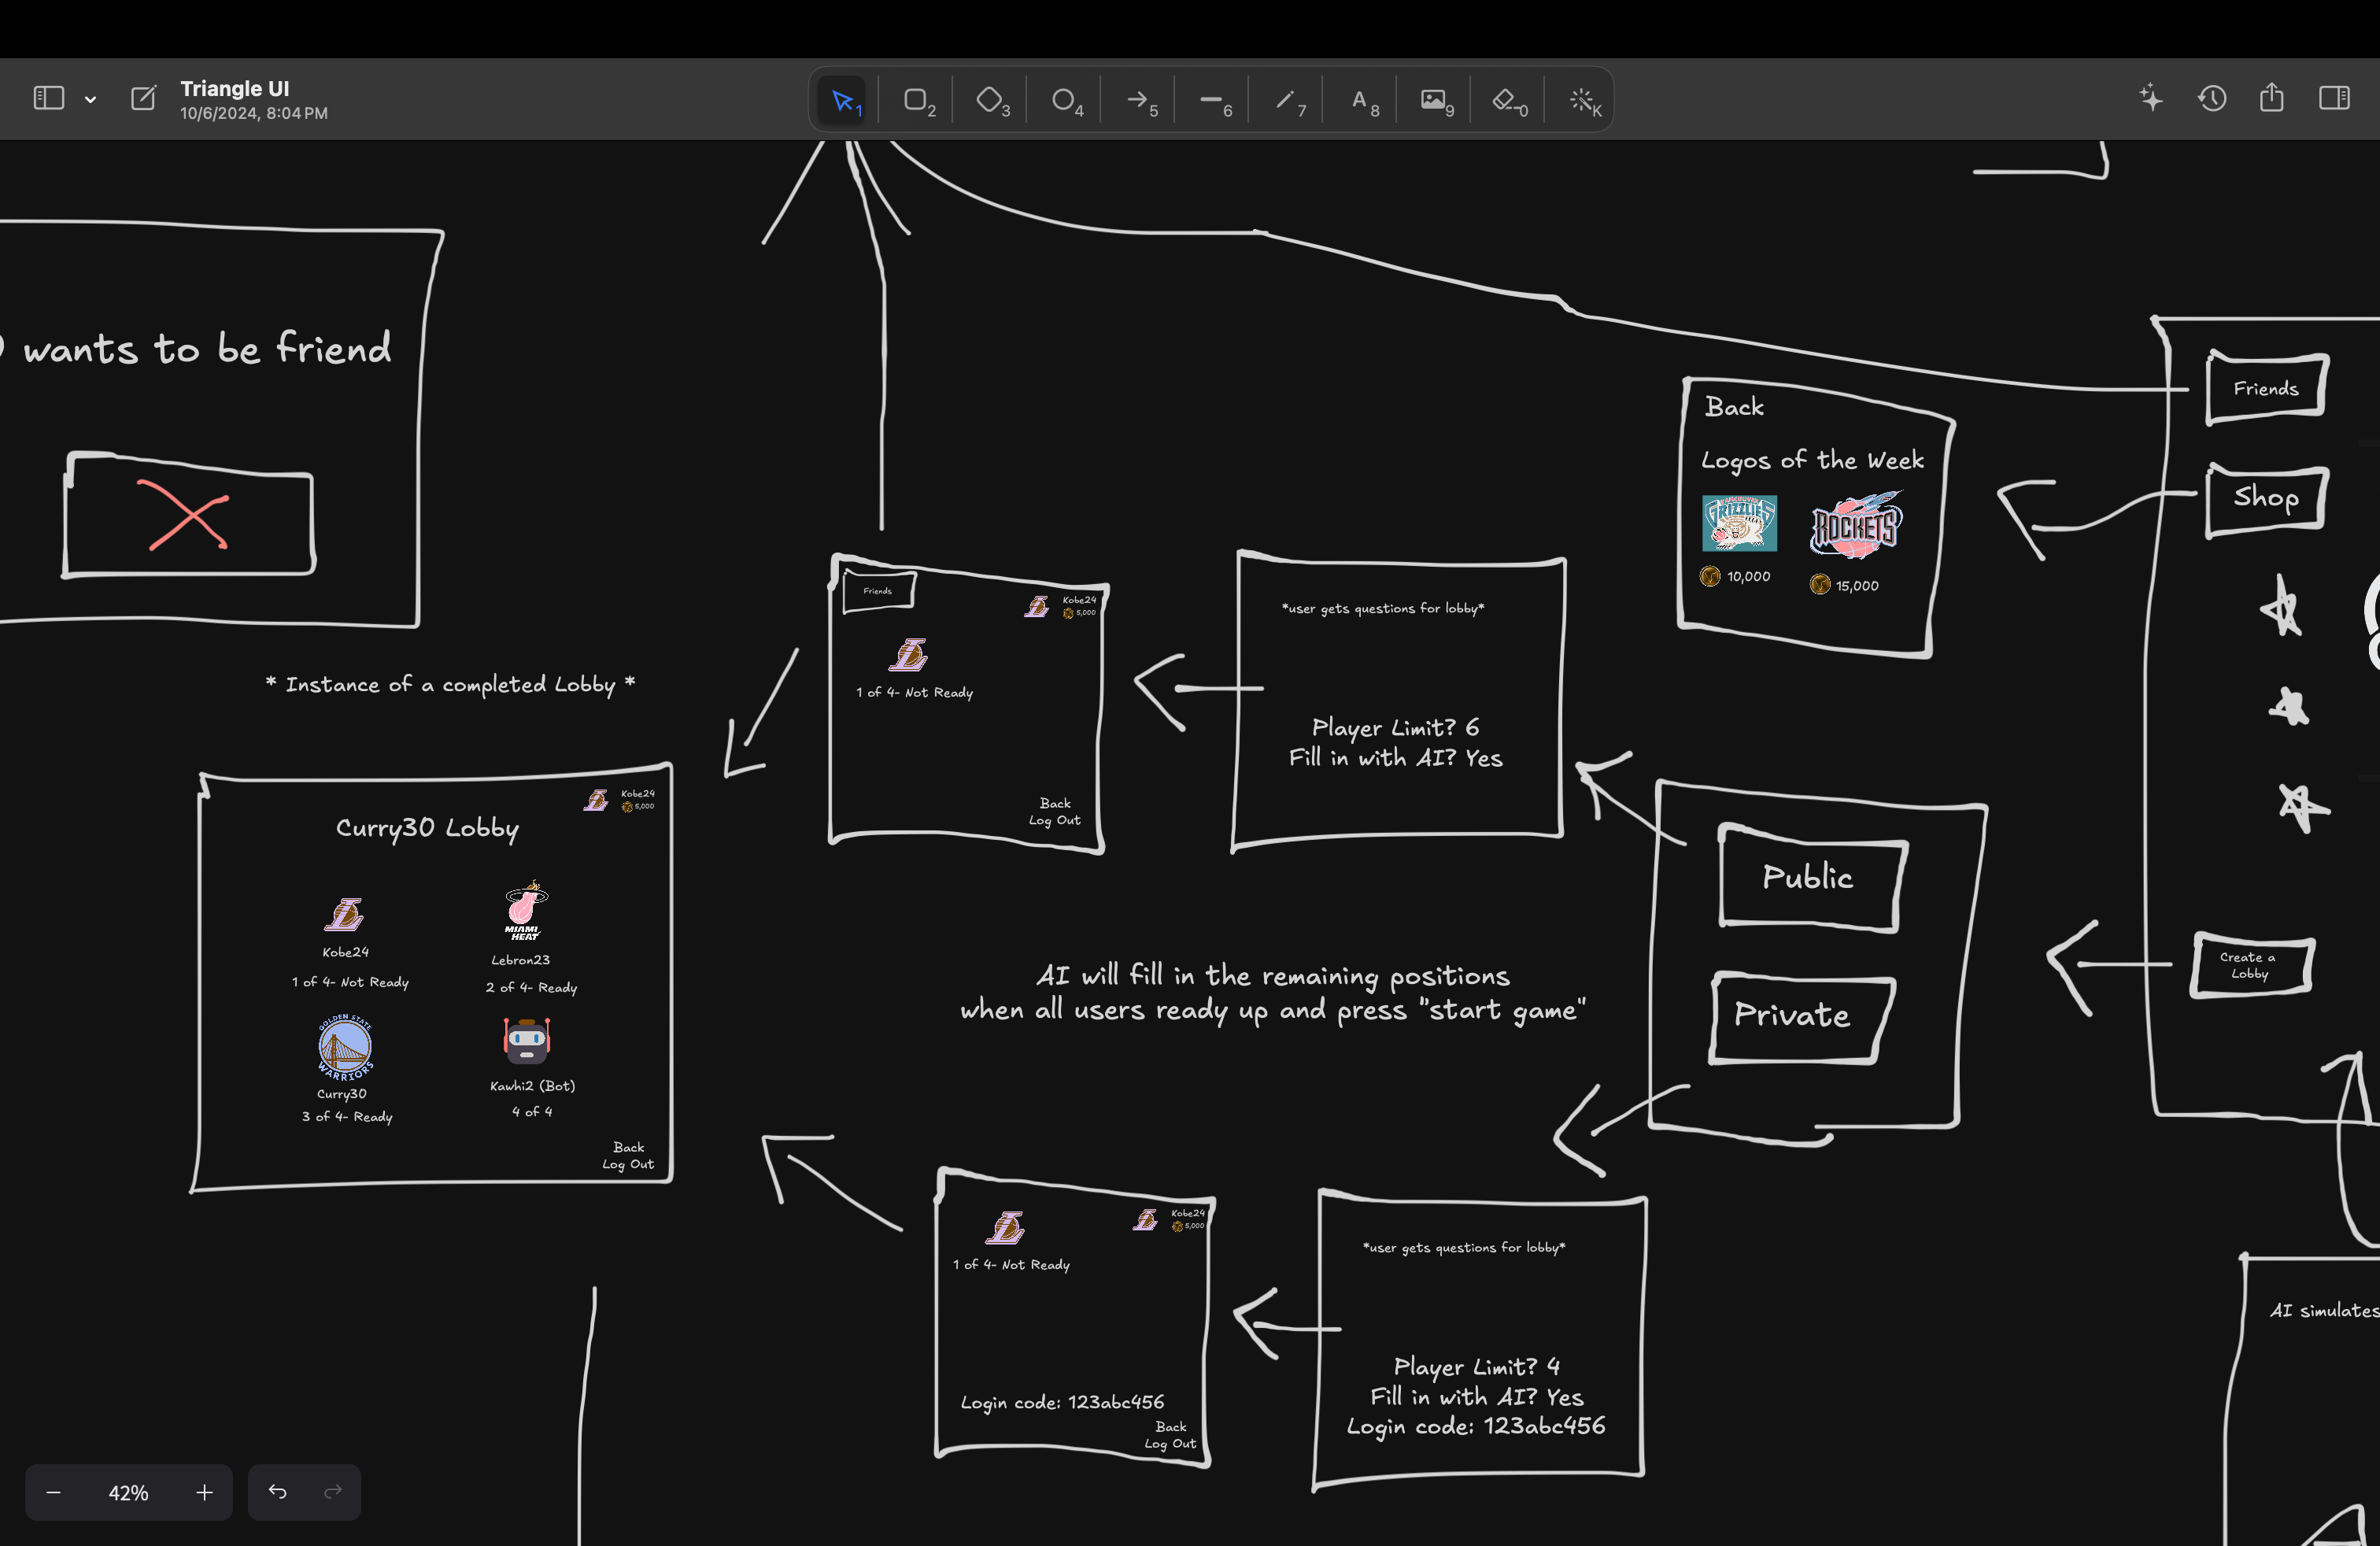 Triangle UI
10/6/2024, 8:04 PM
1
2
3
4
5
6
7
A 8
9
0
K
wants to be friend
Friends
Shop
Back
Logos of the Week
GRIZZLIES
ROCKETS
10,000
15,000
Friends
Kobe24
5,000
1 of 4- Not Ready
Back
Log Out
*user gets questions for lobby*
Player Limit? 6
Fill in with AI? Yes
* Instance of a completed Lobby *
Kobe24
5,000
Curry30 Lobby
MIAMI
HEAT
Kobe24
Lebron23
1 of 4- Not Ready
2 of 4- Ready
GOLDEN STATE
WARRIORS
Curry30
Kawhi2 (Bot)
3 of 4- Ready
4 of 4
Back
Log Out
Public
Private
Create a
Lobby
AI will fill in the remaining positions
when all users ready up and press "start game"
Kobe24
5,000
1 of 4- Not Ready
Login code: 123abc456
Back
Log Out
*user gets questions for lobby*
Player Limit? 4
Fill in with AI? Yes
Login code: 123abc456
AI simulates
42%